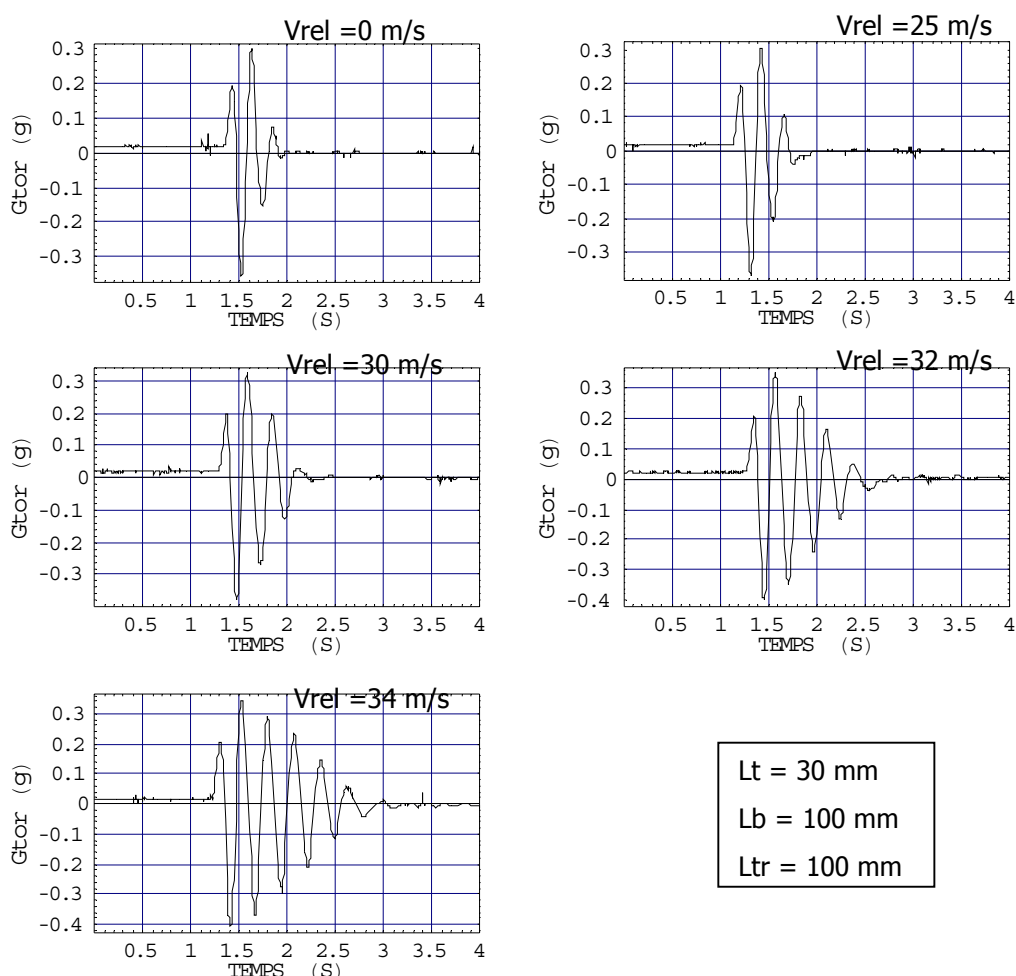 Vrel =0 m/s
0.3
0.2
0.1
0
-0.1
-0.2
-0.3
Gtor (g)
0.5 1 1.5 2 2.5 3 3.5 4
TEMPS (S)
Vrel =25 m/s
0.3
0.2
0.1
0
-0.1
-0.2
-0.3
Gtor (g)
0.5 1 1.5 2 2.5 3 3.5 4
TEMPS (S)
Vrel =30 m/s
0.3
0.2
0.1
0
-0.1
-0.2
-0.3
Gtor (g)
0.5 1 1.5 2 2.5 3 3.5 4
TEMPS (S)
Vrel =32 m/s
0.3
0.2
0.1
0
-0.1
-0.2
-0.3
-0.4
Gtor (g)
0.5 1 1.5 2 2.5 3 3.5 4
TEMPS (S)
Vrel =34 m/s
0.3
0.2
0.1
0
-0.1
-0.2
-0.3
-0.4
Gtor (g)
0.5 1 1.5 2 2.5 3 3.5 4
TEMPS (S)
Lt = 30 mm
Lb = 100 mm
Ltr = 100 mm